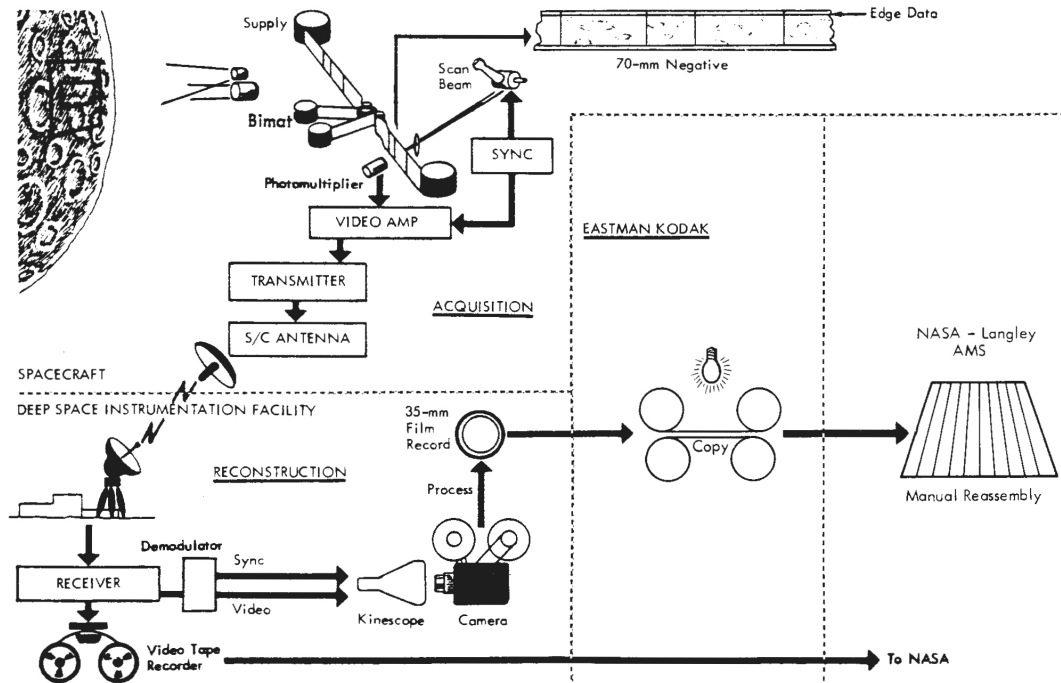 Supply
Edge Data
70-mm Negative
Scan
Beam
Bimat
SYNC
Photomultiplier
VIDEO AMP
EASTMAN KODAK
TRANSMITTER
ACQUISITION
S/C ANTENNA
NASA - Langley
AMS
SPACECRAFT
DEEP SPACE INSTRUMENTATION FACILITY
35-mm
Film
Record
Copy
RECONSTRUCTION
Process
Manual Reassembly
Demodulator
Sync
RECEIVER
Video
Kinescope
Camera
Video Tape
Recorder
To NASA